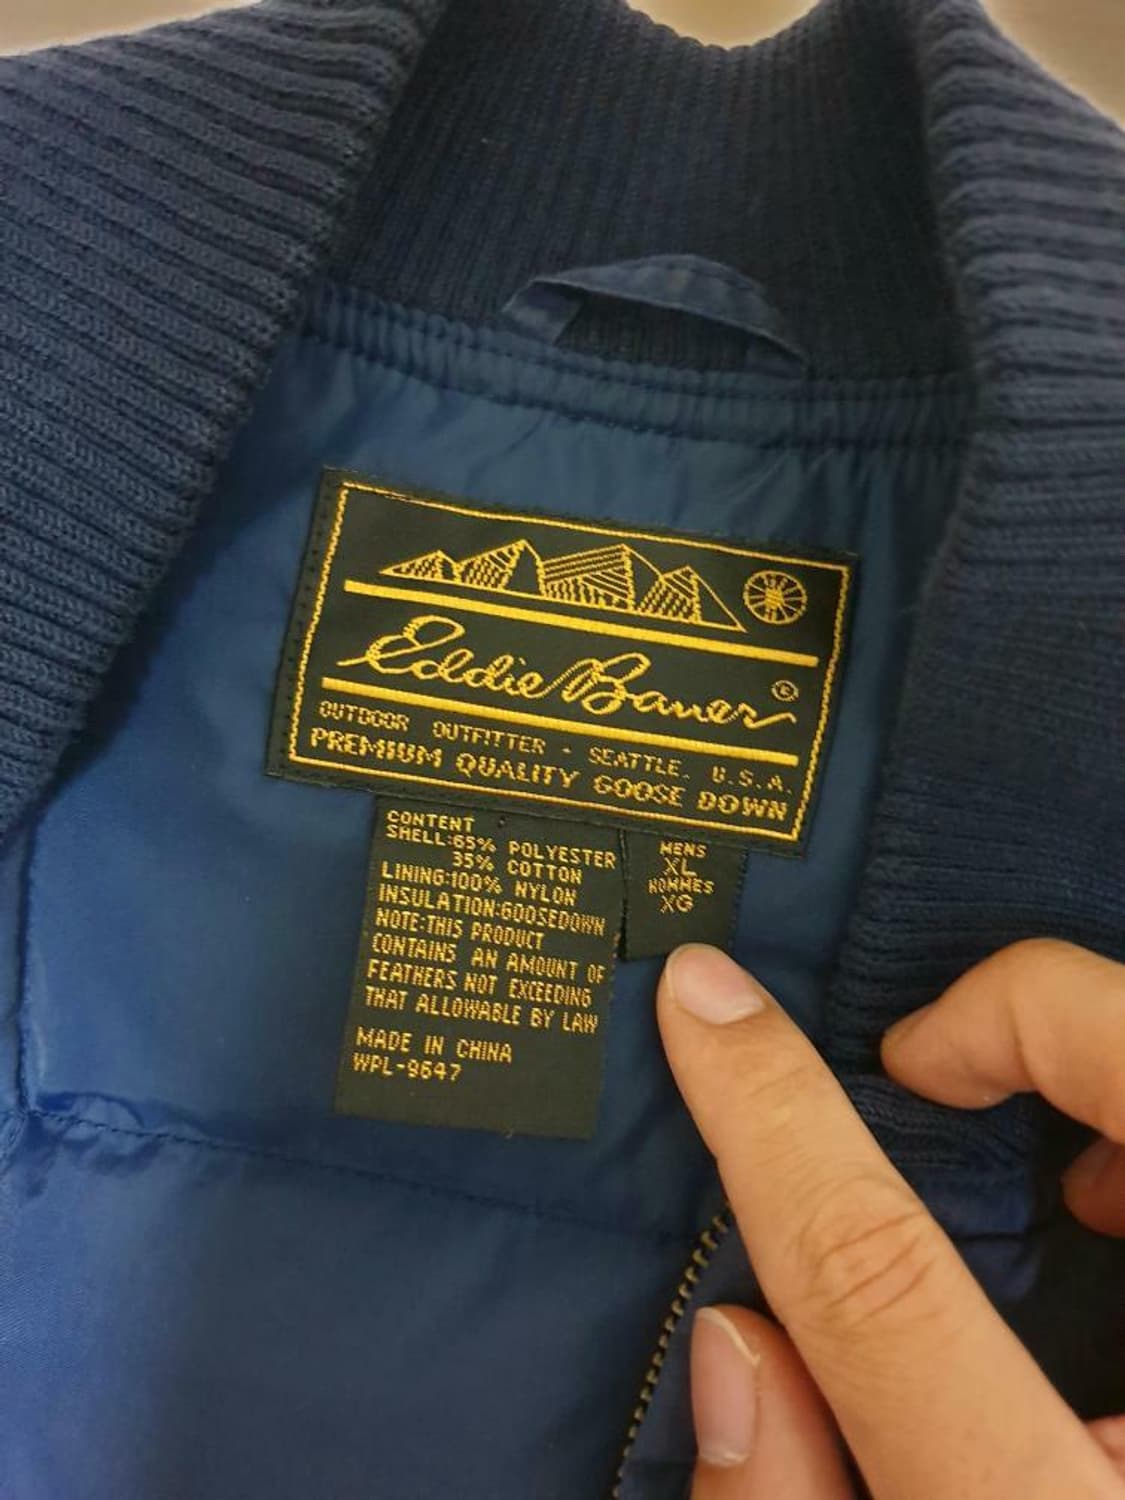 Eddie Bauer®
OUTDOOR OUTFITTER - SEATTLE, U.S.A.
PREMIUM QUALITY GOOSE DOWN
CONTENT
SHELL:65% POLYESTER
35% COTTON
LINING:100% NYLON
INSULATION:GOOSEDOWN
NOTE:THIS PRODUCT
CONTAINS AN AMOUNT OF
FEATHERS NOT EXCEEDING
THAT ALLOWABLE BY LAW
MADE IN CHINA
WPL-9647
MENS
XL
HOMMES
XG